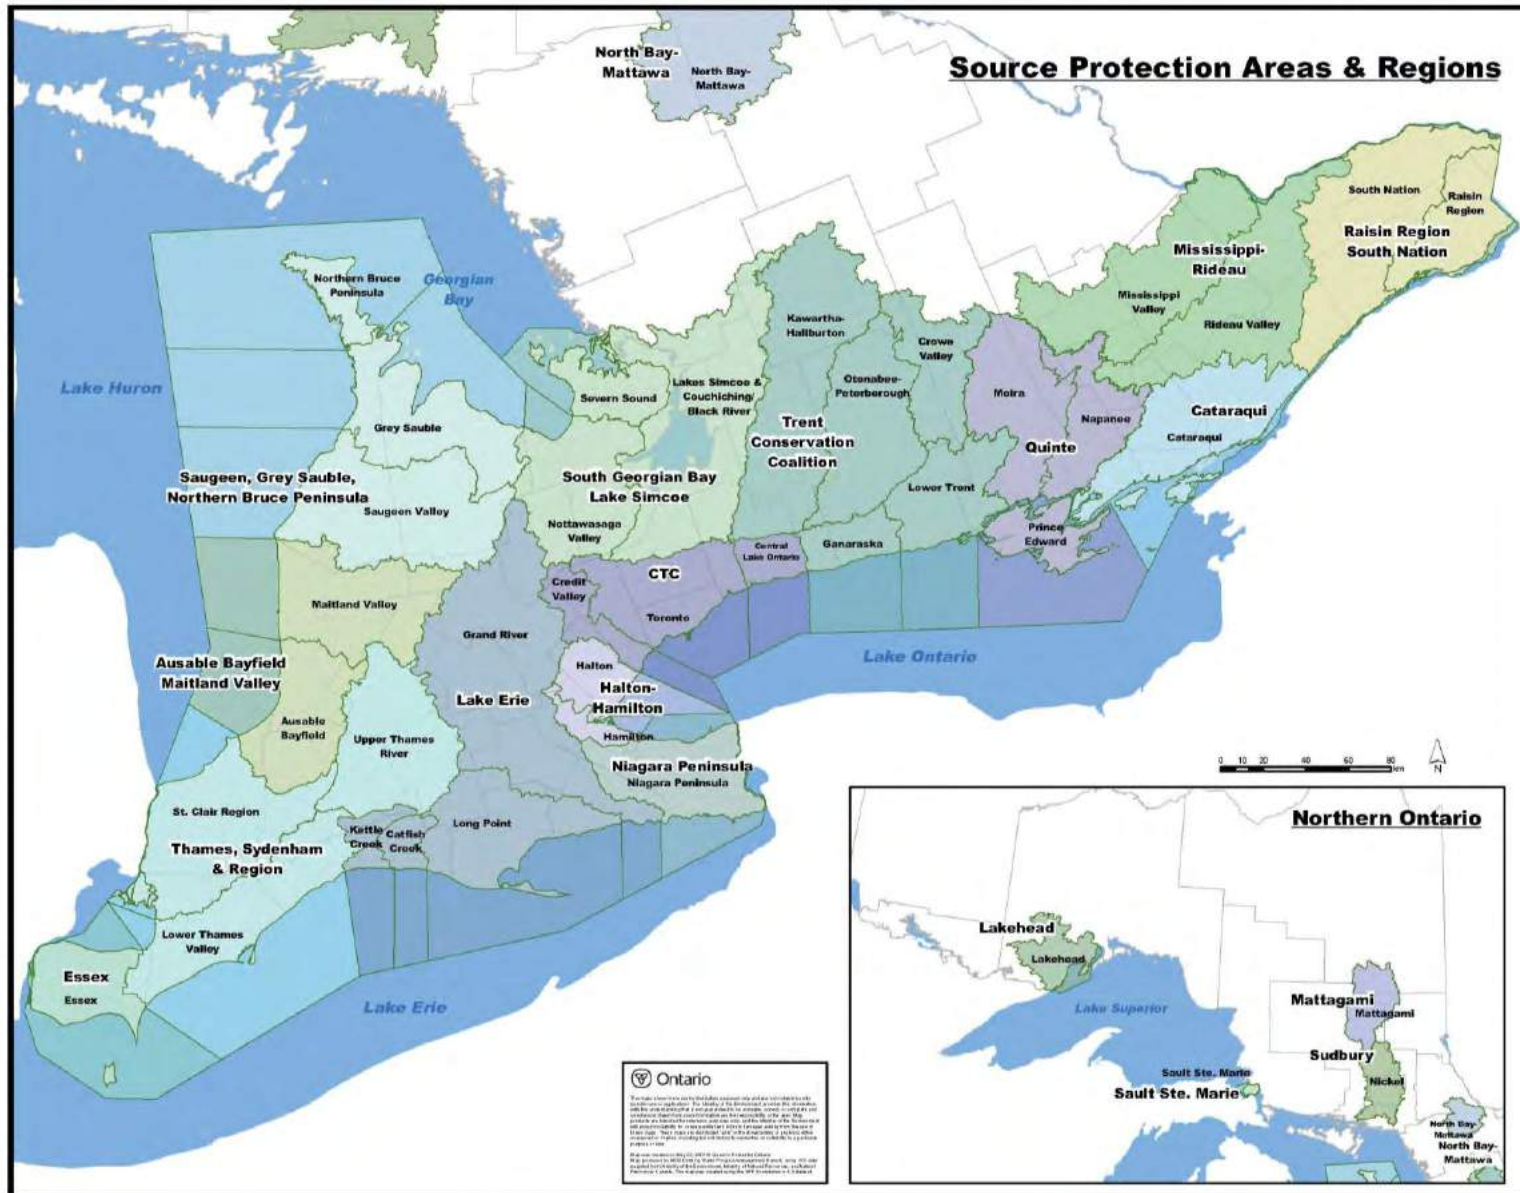 Source Protection Areas & Regions
North Bay-
Mattawa
North Bay-
Mattawa
South Nation
Raisin
Region
Raisin Region
South Nation
Mississippi-
Rideau
Mississippi
Valley
Rideau Valley
Northern Bruce
Peninsula
Georgian
Bay
Lake Huron
Kawartha-
Haliburton
Crowe
Valley
Otonabee-
Peterborough
Severn Sound
Lakes Simcoe &
Couchiching/
Black River
Moira
Napanee
Cataraqui
Cataraqui
Grey Sauble
Trent
Conservation
Coalition
Quinte
Saugeen, Grey Sauble,
Northern Bruce Peninsula
South Georgian Bay
Lake Simcoe
Lower Trent
Saugeen Valley
Nottawasaga
Valley
Central
Lake Ontario
Ganaraska
Prince
Edward
CTC
Credit
Valley
Toronto
Maitland Valley
Grand River
Lake Ontario
Ausable Bayfield
Maitland Valley
Halton
Halton-
Hamilton
Lake Erie
Ausable
Bayfield
Upper Thames
River
Hamilton
Niagara Peninsula
Niagara Peninsula
0 10 20 40 60 80
km
N
St. Clair Region
Kettle
Creek
Catfish
Creek
Long Point
Thames, Sydenham
& Region
Lower Thames
Valley
Essex
Essex
Lake Erie
Ontario
Northern Ontario
Lakehead
Lakehead
Lake Superior
Mattagami
Mattagami
Sudbury
Nickel
Sault Ste. Marie
Sault Ste. Marie
North Bay-
Mattawa
North Bay-
Mattawa